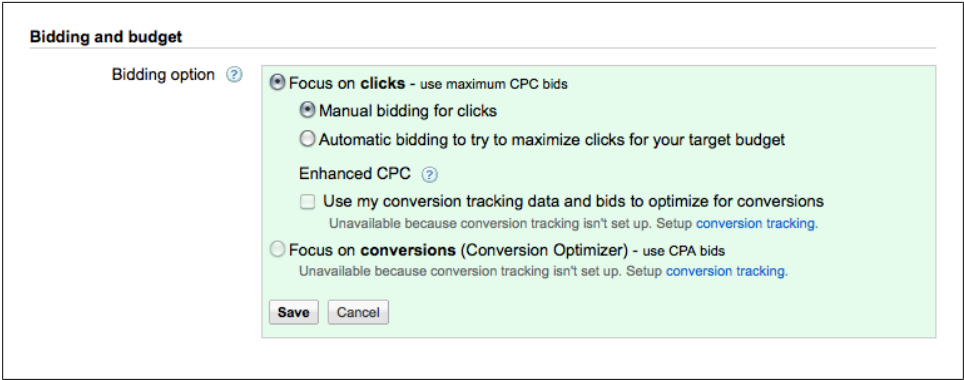 Bidding and budget
Bidding option ?
Focus on clicks - use maximum CPC bids
Manual bidding for clicks
Automatic bidding to try to maximize clicks for your target budget
Enhanced CPC ?
Use my conversion tracking data and bids to optimize for conversions
Unavailable because conversion tracking isn't set up. Setup conversion tracking.
Focus on conversions (Conversion Optimizer) - use CPA bids
Unavailable because conversion tracking isn't set up. Setup conversion tracking.
Save Cancel